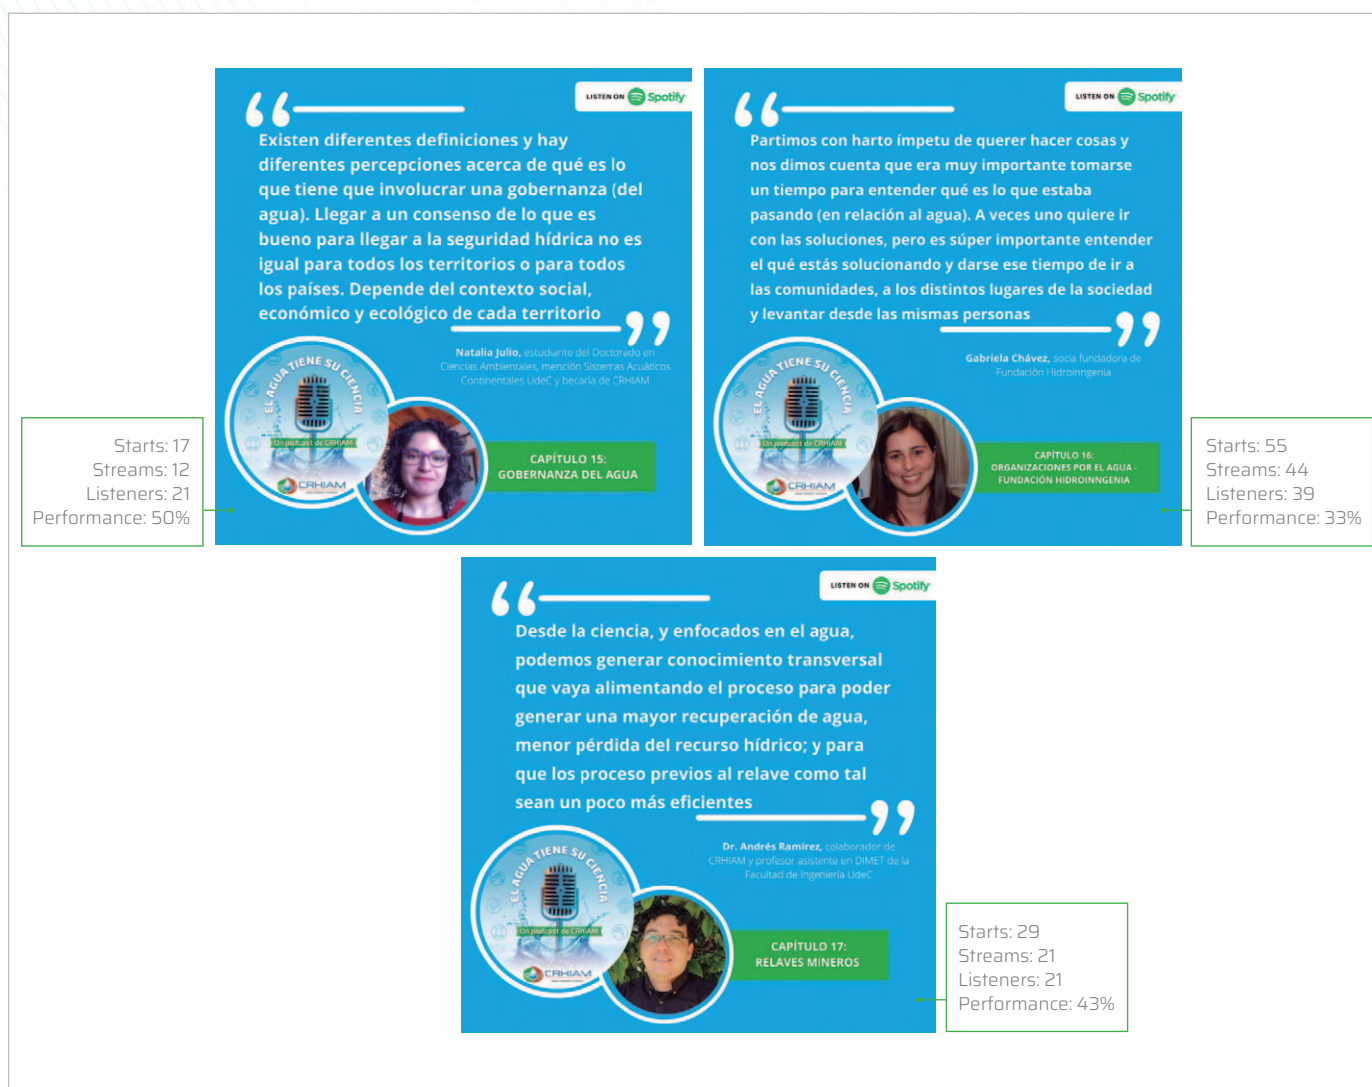 LISTEN ON Spotify
“
Existen diferentes definiciones y hay
diferentes percepciones acerca de qué es lo
que tiene que involucrar una gobernanza (del
agua). Llegar a un consenso de lo que es
bueno para llegar a la seguridad hídrica no es
igual para todos los territorios o para todos
los países. Depende del contexto social,
económico y ecológico de cada territorio
”
Natalia Julio, estudiante del Doctorado en
Ciencias Ambientales, mención Sistemas Acuáticos
Continentales UdeC y becaria de CRHIAM
EL AGUA TIENE SU CIENCIA
Un podcast de CRHIAM
CRHIAM
CAPÍTULO 15:
GOBERNANZA DEL AGUA
Starts: 17
Streams: 12
Listeners: 21
Performance: 50%
LISTEN ON Spotify
“
Partimos con harto ímpetu de querer hacer cosas y
nos dimos cuenta que era muy importante tomarse
un tiempo para entender qué es lo que estaba
pasando (en relación al agua). A veces uno quiere ir
con las soluciones, pero es súper importante entender
el qué estás solucionando y darse ese tiempo de ir a
las comunidades, a los distintos lugares de la sociedad
y levantar desde las mismas personas
”
Gabriela Chávez, socia fundadora de
Fundación Hidroinngenia
EL AGUA TIENE SU CIENCIA
Un podcast de CRHIAM
CRHIAM
CAPÍTULO 16:
ORGANIZACIONES POR EL AGUA -
FUNDACIÓN HIDROINNGENIA
Starts: 55
Streams: 44
Listeners: 39
Performance: 33%
LISTEN ON Spotify
“
Desde la ciencia, y enfocados en el agua,
podemos generar conocimiento transversal
que vaya alimentando el proceso para poder
generar una mayor recuperación de agua,
menor pérdida del recurso hídrico; y para
que los proceso previos al relave como tal
sean un poco más eficientes
”
Dr. Andrés Ramírez, colaborador de
CRHIAM y profesor asistente en DIMET de la
Facultad de Ingeniería UdeC
EL AGUA TIENE SU CIENCIA
Un podcast de CRHIAM
CRHIAM
CAPÍTULO 17:
RELAVES MINEROS
Starts: 29
Streams: 21
Listeners: 21
Performance: 43%